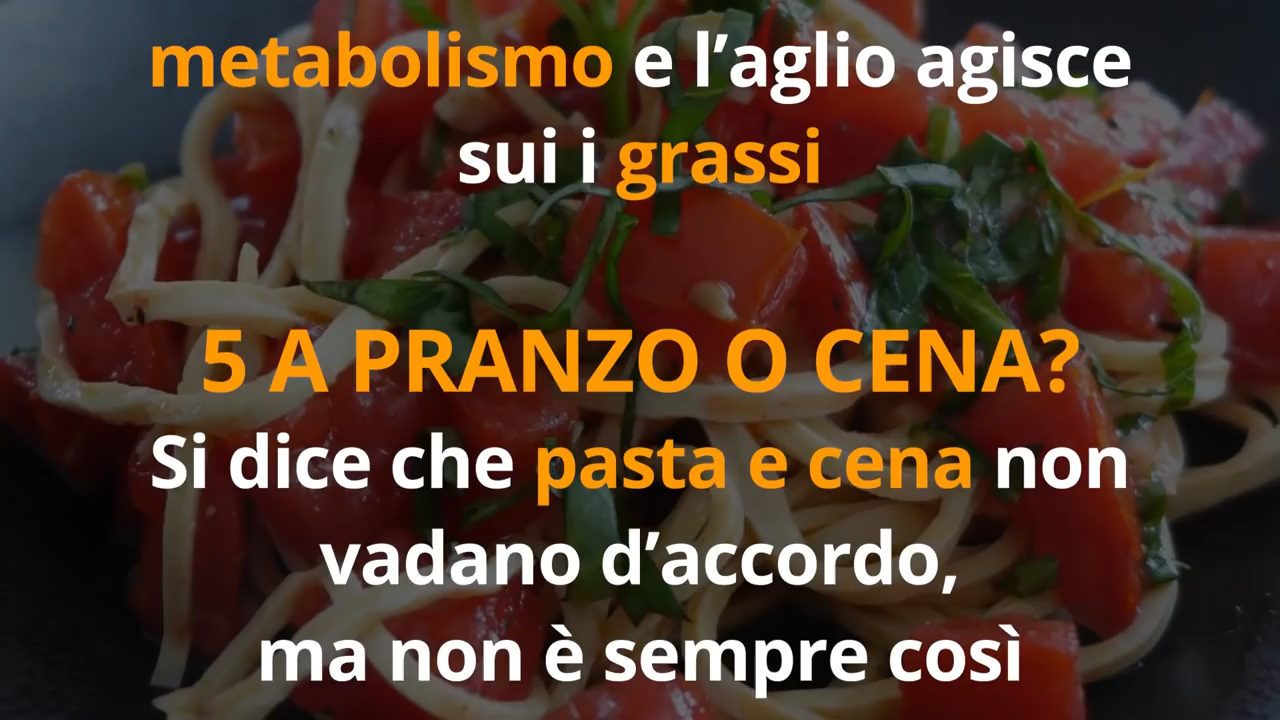 metabolismo e l’aglio agisce
sui i grassi
5 A PRANZO O CENA?
Si dice che pasta e cena non
vadano d’accordo,
ma non è sempre così